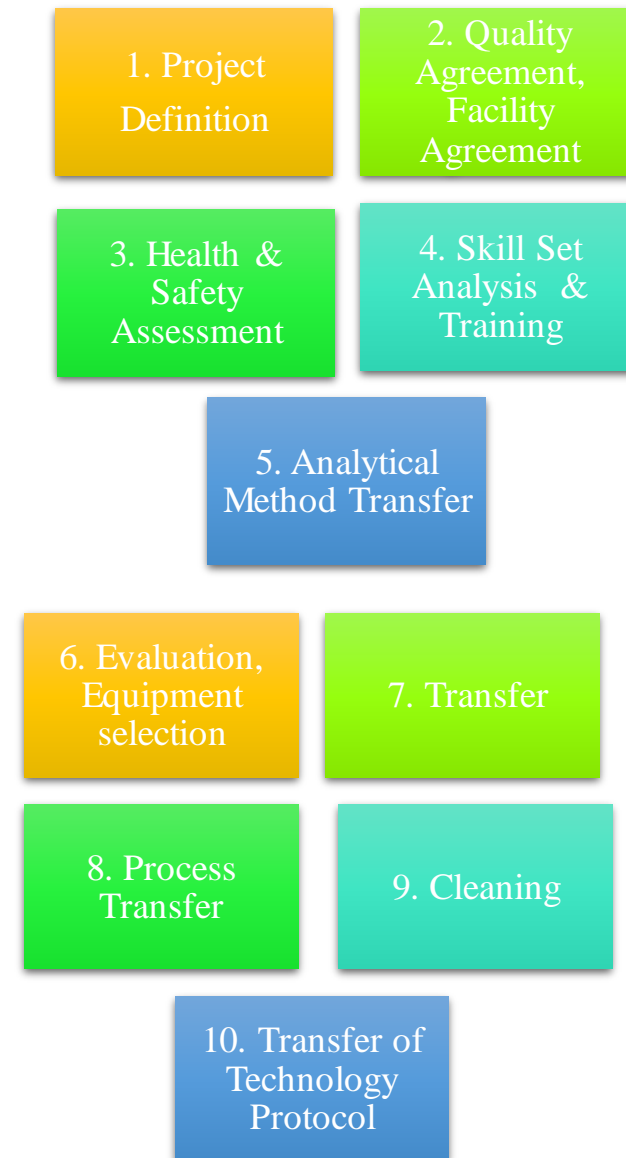 1. Project
Definition
2. Quality
Agreement,
Facility
Agreement
3. Health &
Safety
Assessment
4. Skill Set
Analysis &
Training
5. Analytical
Method Transfer
6. Evaluation,
Equipment
selection
7. Transfer
8. Process
Transfer
9. Cleaning
10. Transfer of
Technology
Protocol